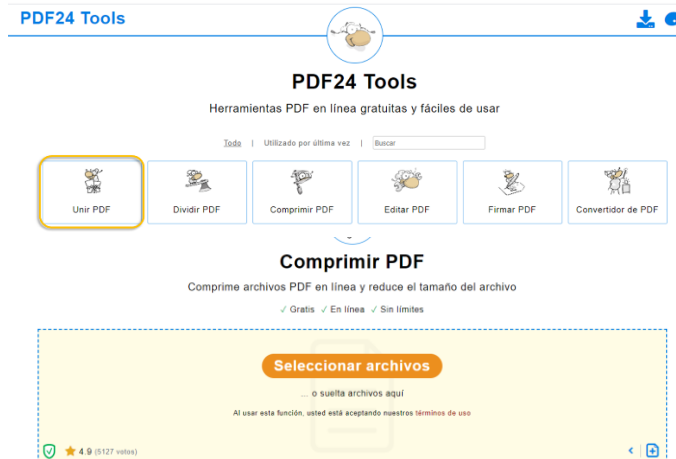 PDF24 Tools
PDF24 Tools
Herramientas PDF en línea gratuitas y fáciles de usar
Todo | Utilizado por última vez | Buscar
Unir PDF Dividir PDF Comprimir PDF Editar PDF Firmar PDF Convertidor de PDF
Comprimir PDF
Comprime archivos PDF en línea y reduce el tamaño del archivo
✓ Gratis ✓ En línea ✓ Sin límites
Seleccionar archivos
... o suelta archivos aquí
Al usar esta función, usted está aceptando nuestros términos de uso
4.9 (5127 votes)